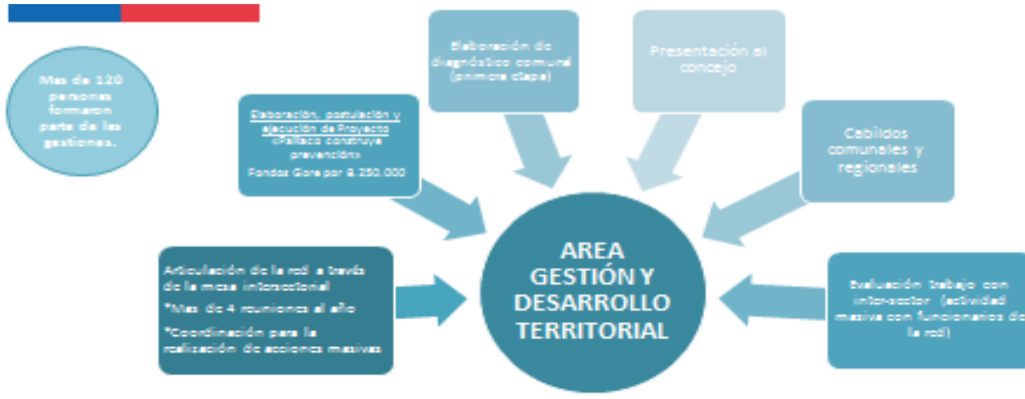 Mas de 120
personas
formaron
parte de las
gestiones.
Elaboración de
diagnóstico comunal
(primera etapa)
Presentación al
concejo
Elaboración, postulación y
ejecución de Proyecto
«Paillaco construye
prevención»
Fondos Gore por 8.250.000
Cabildos
comunales y
regionales
AREA
GESTIÓN Y
DESARROLLO
TERRITORIAL
Articulación de la red a través
de la mesa intersectorial
*Mas de 4 reuniones al año
*Coordinación para la
realización de acciones masivas
Evaluación trabajo con
inter-sector (actividad
masiva con funcionarios de
la red)